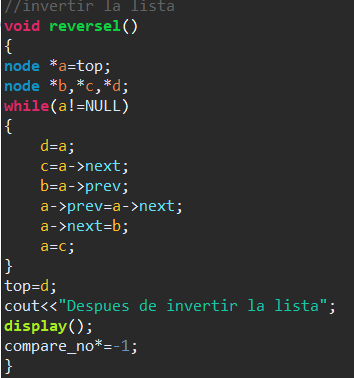 //invertir la lista
void reversel()
{
node *a=top;
node *b,*c,*d;
while(a!=NULL)
{
d=a;
c=a->next;
b=a->prev;
a->prev=a->next;
a->next=b;
a=c;
}
top=d;
cout<<"Despues de invertir la lista";
display();
compare_no*=-1;
}